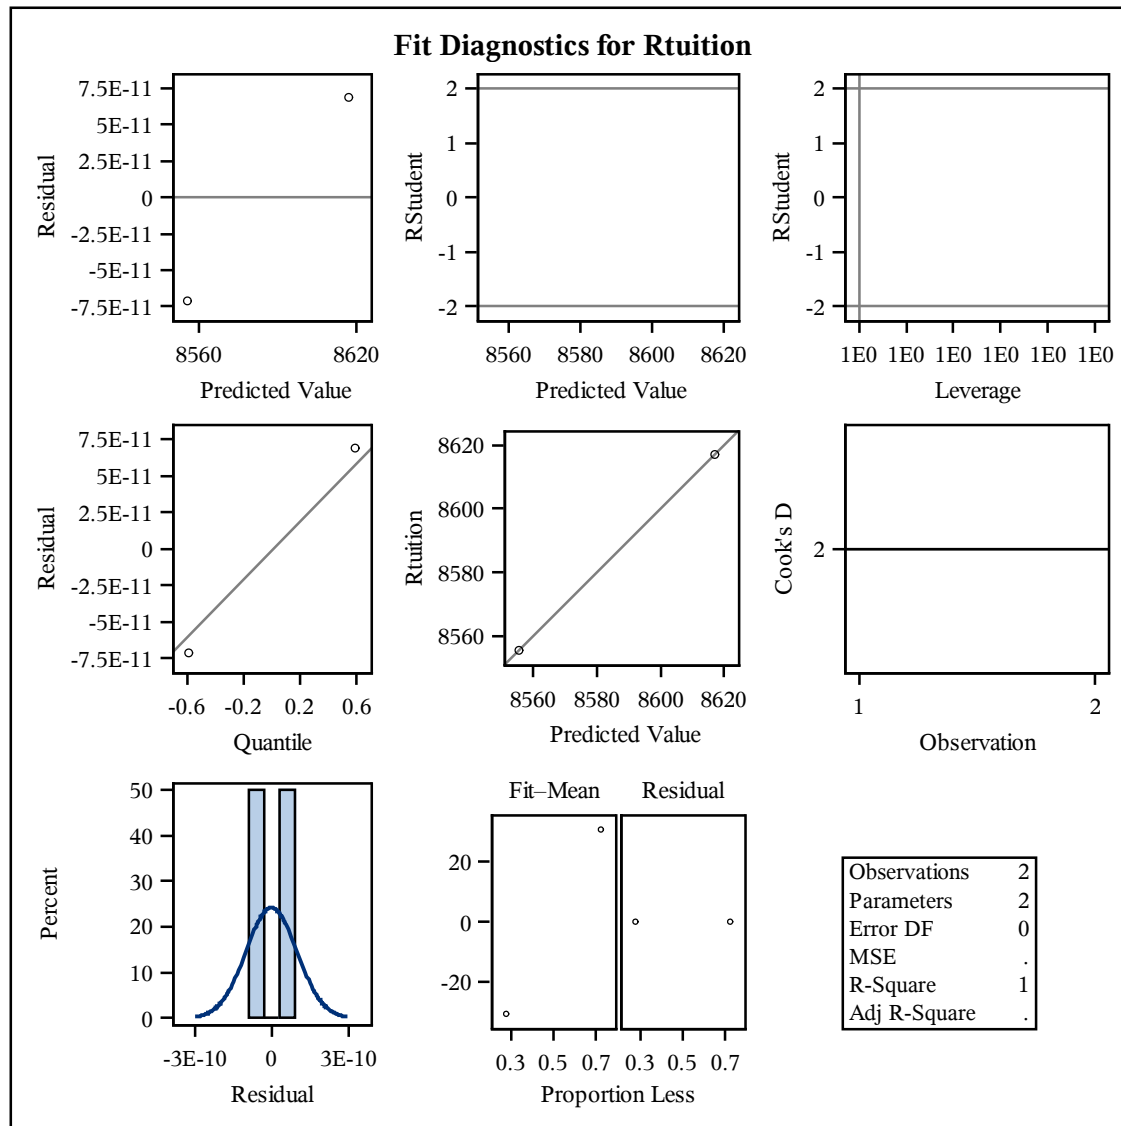 Fit Diagnostics for Rtuition
7.5E-11
5E-11
2.5E-11
0
-2.5E-11
-5E-11
-7.5E-11
Residual
8560 8620
Predicted Value
2
1
0
-1
-2
RStudent
8560 8580 8600 8620
Predicted Value
2
1
0
-1
-2
RStudent
1E0 1E0 1E0 1E0 1E0 1E0
Leverage
7.5E-11
5E-11
2.5E-11
0
-2.5E-11
-5E-11
-7.5E-11
Residual
-0.6 -0.2 0.2 0.6
Quantile
8620
8600
8580
8560
Rtuition
8560 8580 8600 8620
Predicted Value
2
Cook's D
1 2
Observation
50
40
30
20
10
0
Percent
-3E-10 0 3E-10
Residual
Fit–Mean Residual
20
0
-20
0.3 0.5 0.7 0.3 0.5 0.7
Proportion Less
Observations 2
Parameters 2
Error DF 0
MSE .
R-Square 1
Adj R-Square .